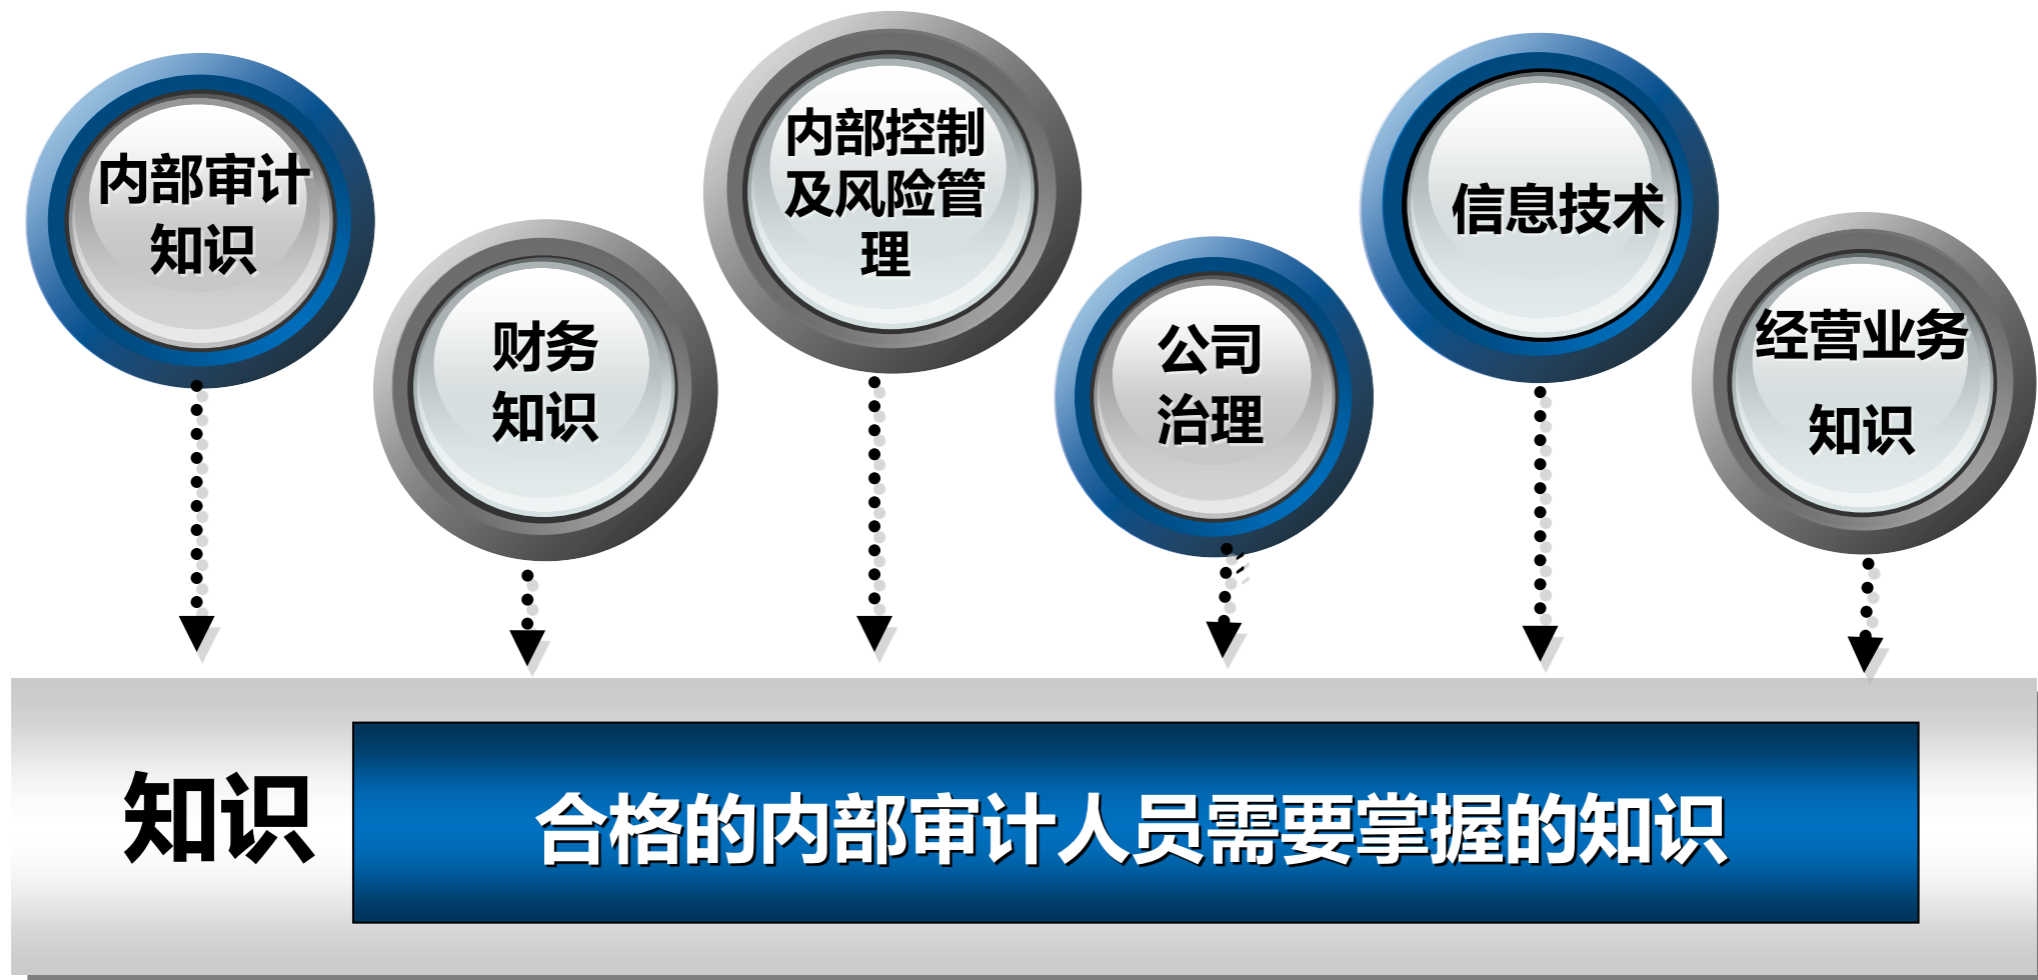 内部审计
知识
财务
知识
内部控制
及风险管
理
公司
治理
信息技术
经营业务
知识
知识
合格的内部审计人员需要掌握的知识